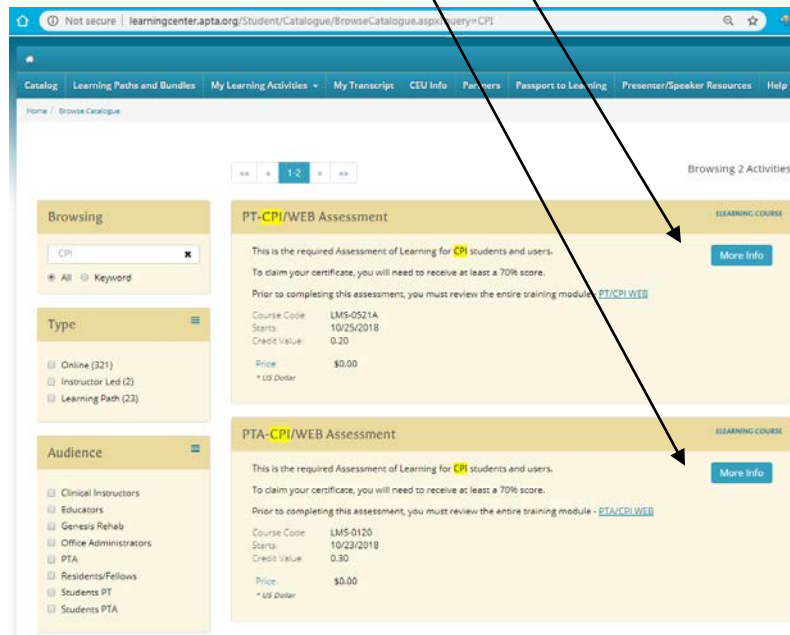 Not secure | learningcenter.apta.org/Student/Catalogue/BrowseCatalogue.aspx?query=CPI
Catalog Learning Paths and Bundles My Learning Activities My Transcript CEU Info Partners Passport to Learning Presenter/Speaker Resources Help
Home / Browse Catalogue
«« « 1-2 » »»
Browsing 2 Activities
Browsing
CPI ✖
All Keyword
Type
Online (321)
Instructor Led (2)
Learning Path (23)
Audience
Clinical Instructors
Educators
Genesis Rehab
Office Administrators
PTA
Residents/Fellows
Students PT
Students PTA
PT-CPI/WEB Assessment
ELEARNING COURSE
This is the required Assessment of Learning for CPI students and users.
More Info
To claim your certificate, you will need to receive at least a 70% score.
Prior to completing this assessment, you must review the entire training module - PT/CPI WEB
Course Code: LMS-0521A
Starts: 10/25/2018
Credit Value: 0.20
Price: $0.00
* US Dollar
PTA-CPI/WEB Assessment
ELEARNING COURSE
This is the required Assessment of Learning for CPI students and users.
More Info
To claim your certificate, you will need to receive at least a 70% score.
Prior to completing this assessment, you must review the entire training module - PTA/CPI WEB
Course Code: LMS-0120
Starts: 10/23/2018
Credit Value: 0.30
Price: $0.00
* US Dollar